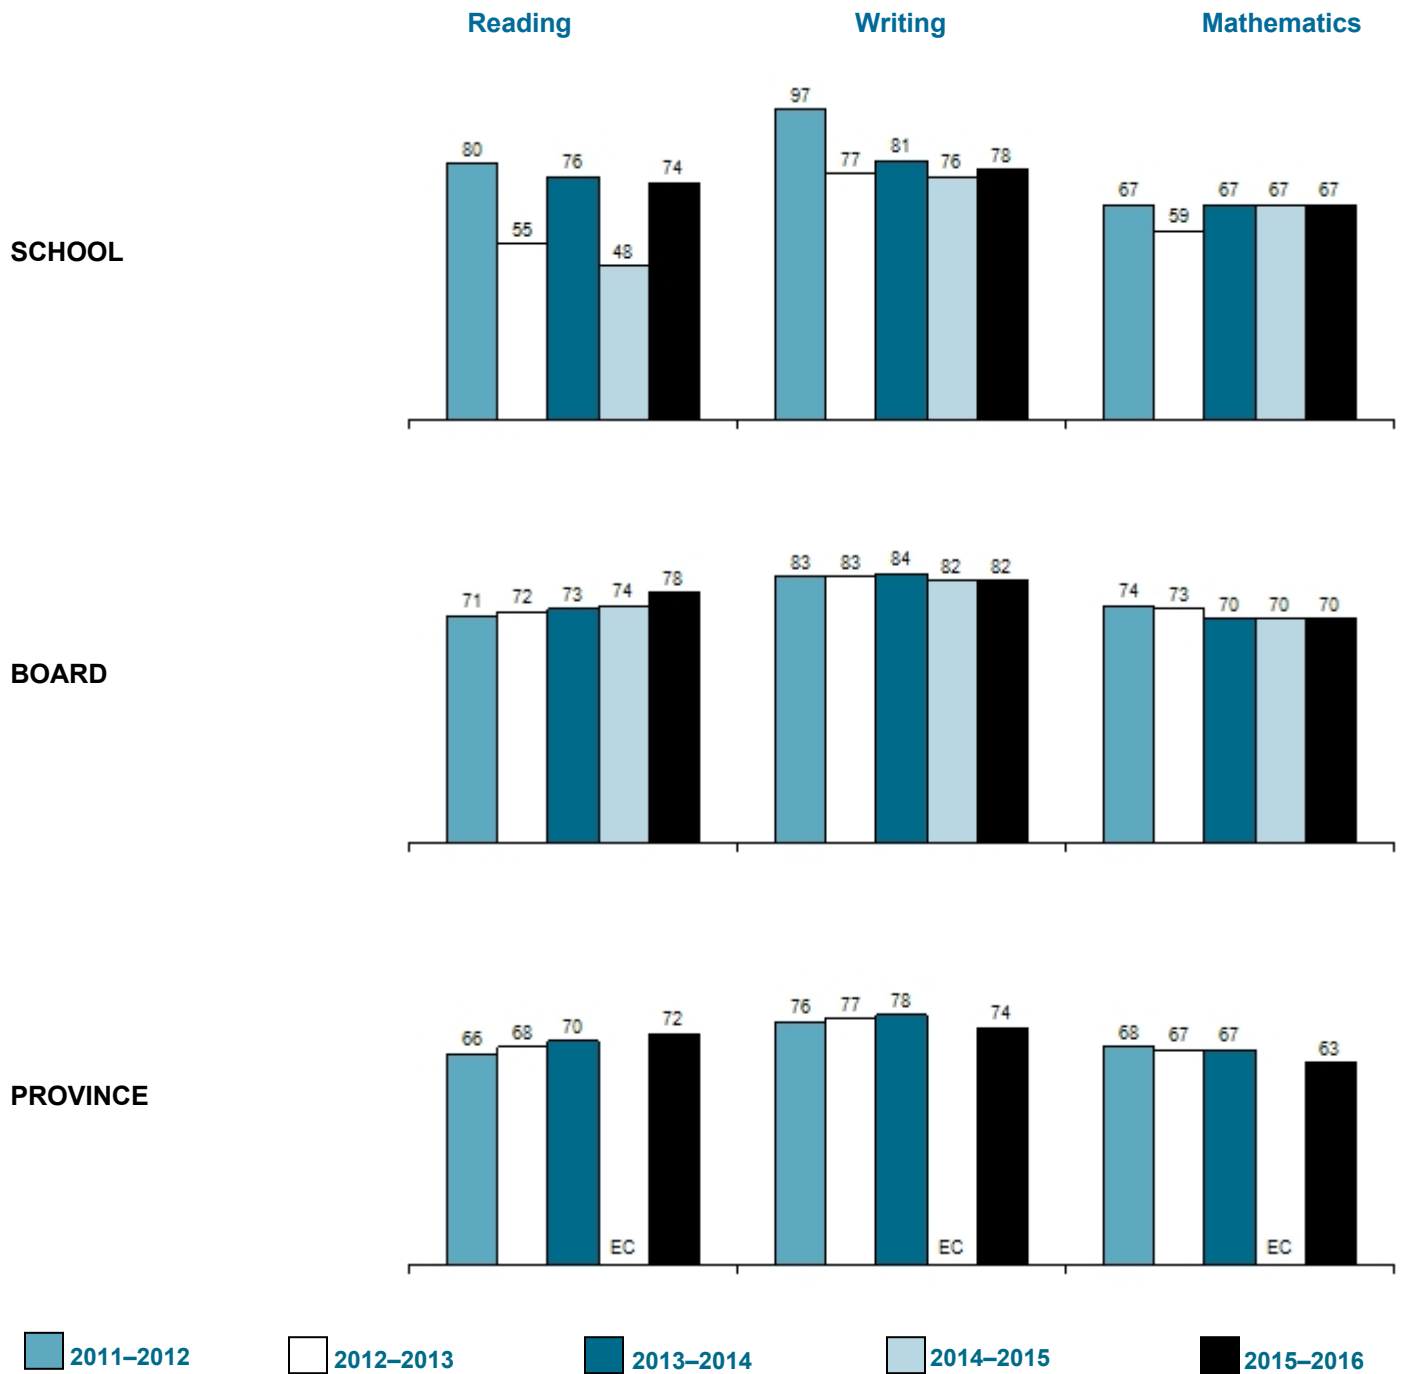 Reading Writing Mathematics
SCHOOL
80 55 76 48 74 97 77 81 76 78 67 59 67 67 67
BOARD
71 72 73 74 78 83 83 84 82 82 74 73 70 70 70
PROVINCE
66 68 70 EC 72 76 77 78 EC 74 68 67 67 EC 63
2011–2012 2012–2013 2013–2014 2014–2015 2015–2016